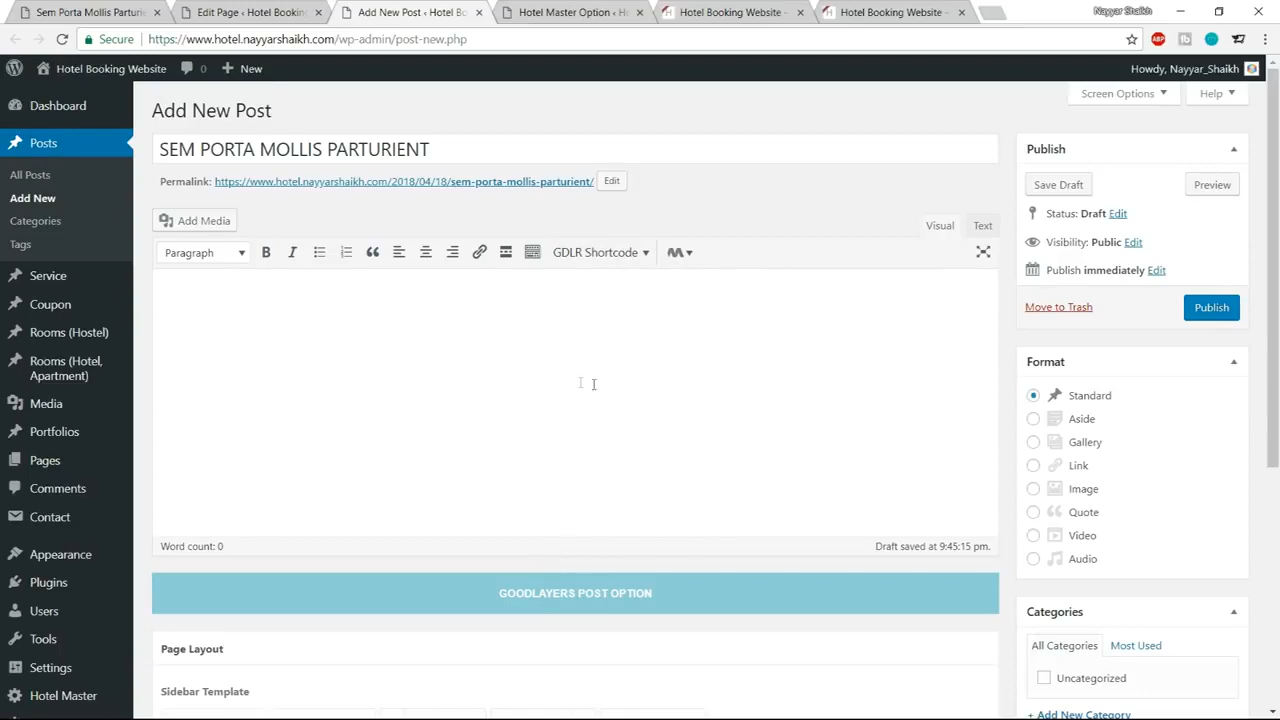 Sem Porta Mollis Parturien
Edit Page ‹ Hotel Booking
Add New Post ‹ Hotel Bo
Hotel Master Option ‹ H
Hotel Booking Website –
Hotel Booking Website –
Nayyar Shaikh
Secure
https://www.hotel.nayyarshaikh.com/wp-admin/post-new.php
ABP
Hotel Booking Website
0
New
Howdy, Nayyar_Shaikh
Dashboard
Posts
All Posts
Add New
Categories
Tags
Service
Coupon
Rooms (Hostel)
Rooms (Hotel,
Apartment)
Media
Portfolios
Pages
Comments
Contact
Appearance
Plugins
Users
Tools
Settings
Hotel Master
Screen Options
Help
Add New Post
SEM PORTA MOLLIS PARTURIENT
Permalink: https://www.hotel.nayyarshaikh.com/2018/04/18/sem-porta-mollis-parturient/ Edit
Add Media
Visual
Text
Paragraph
B
I
GDLR Shortcode
Word count: 0
Draft saved at 9:45:15 pm.
GOODLAYERS POST OPTION
Page Layout
Sidebar Template
Publish
Save Draft
Preview
Status: Draft Edit
Visibility: Public Edit
Publish immediately Edit
Move to Trash
Publish
Format
Standard
Aside
Gallery
Link
Image
Quote
Video
Audio
Categories
All Categories
Most Used
Uncategorized
+ Add New Category